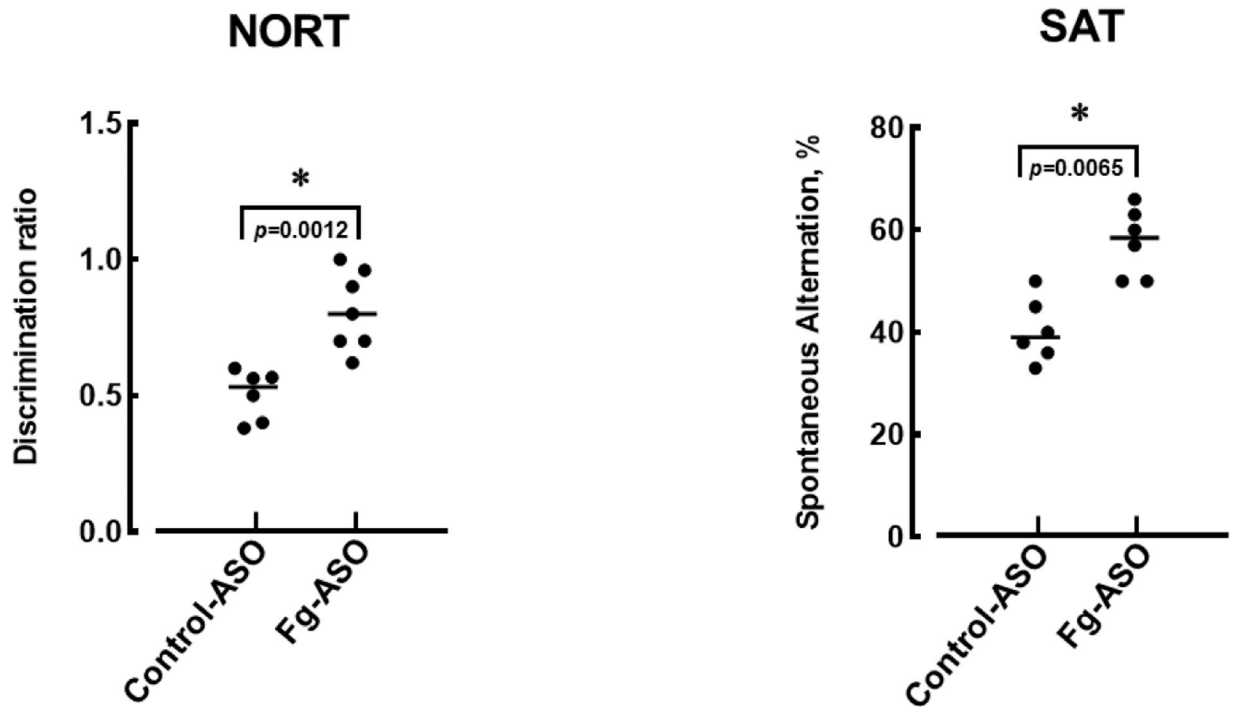 NORT
1.5
1.0
0.5
0.0
Discrimination ratio
*
p=0.0012
Control-ASO
Fg-ASO
SAT
80
60
40
20
0
Spontaneous Alternation, %
*
p=0.0065
Control-ASO
Fg-ASO